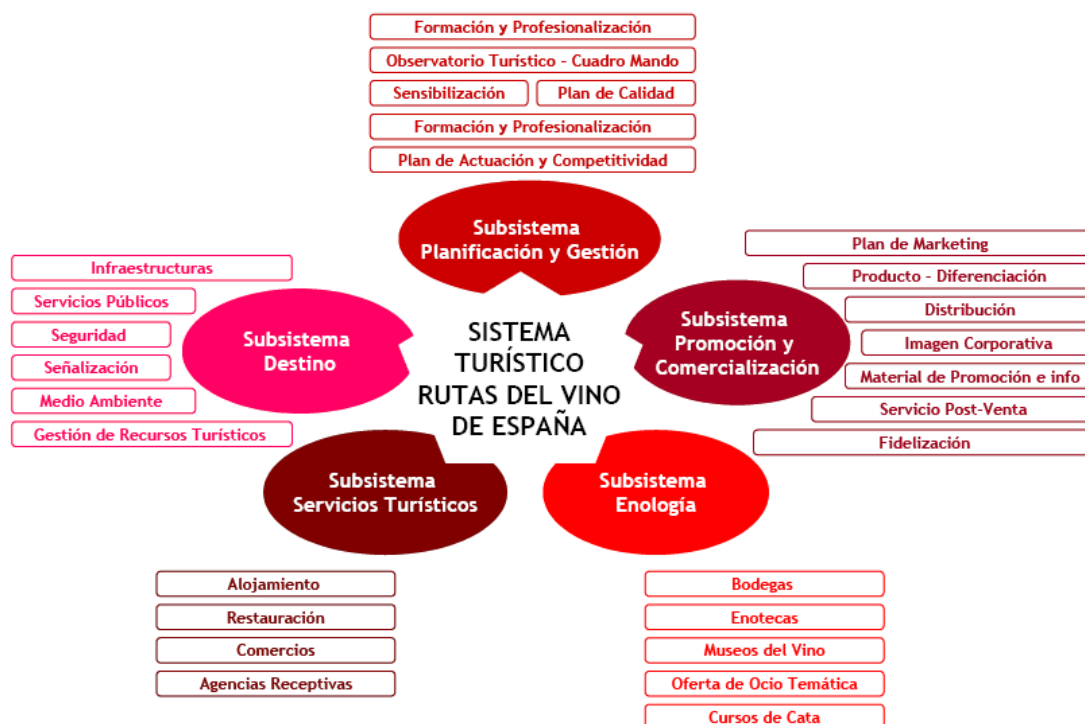 Formación y Profesionalización
Observatorio Turístico - Cuadro Mando
Sensibilización
Plan de Calidad
Formación y Profesionalización
Plan de Actuación y Competitividad
Subsistema
Planificación y Gestión
Infraestructuras
Servicios Públicos
Seguridad
Señalización
Medio Ambiente
Gestión de Recursos Turísticos
Subsistema
Destino
SISTEMA
TURÍSTICO
RUTAS DEL VINO
DE ESPAÑA
Subsistema
Promoción y
Comercialización
Plan de Marketing
Producto - Diferenciación
Distribución
Imagen Corporativa
Material de Promoción e info
Servicio Post-Venta
Fidelización
Subsistema
Servicios Turísticos
Subsistema
Enología
Alojamiento
Restauración
Comercios
Agencias Receptivas
Bodegas
Enotecas
Museos del Vino
Oferta de Ocio Temática
Cursos de Cata